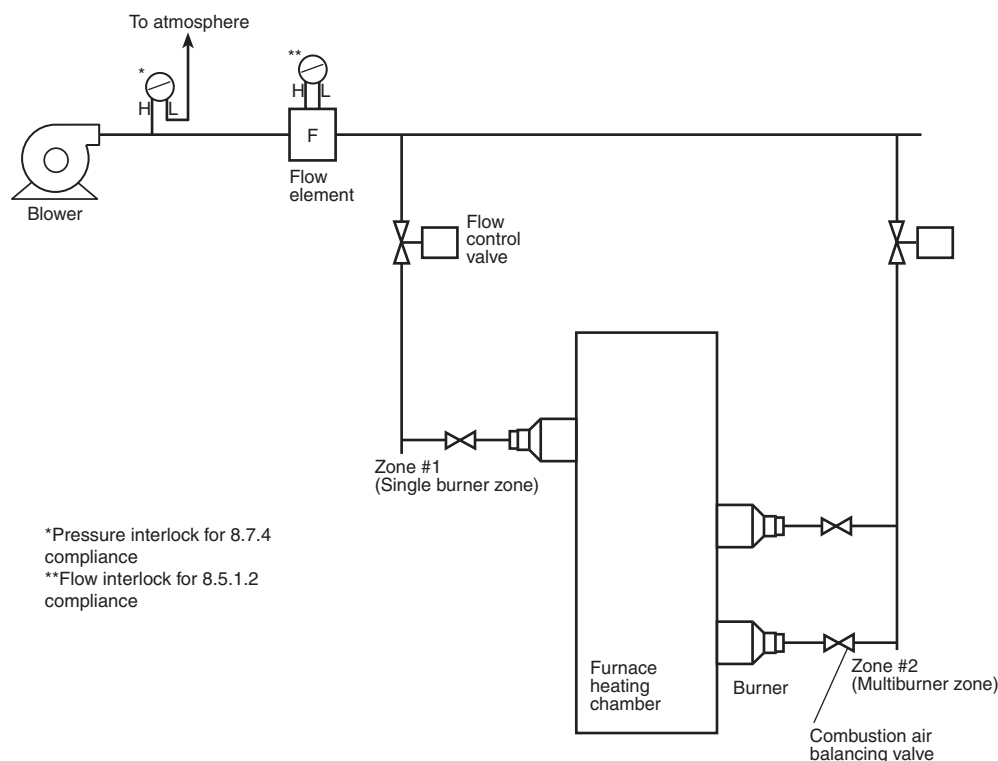 To atmosphere
*
**
H
L
H
L
F
Flow
element
Blower
Flow
control
valve
Zone #1
(Single burner zone)
*Pressure interlock for 8.7.4
compliance
**Flow interlock for 8.5.1.2
compliance
Furnace
heating
chamber
Burner
Zone #2
(Multiburner zone)
Combustion air
balancing valve